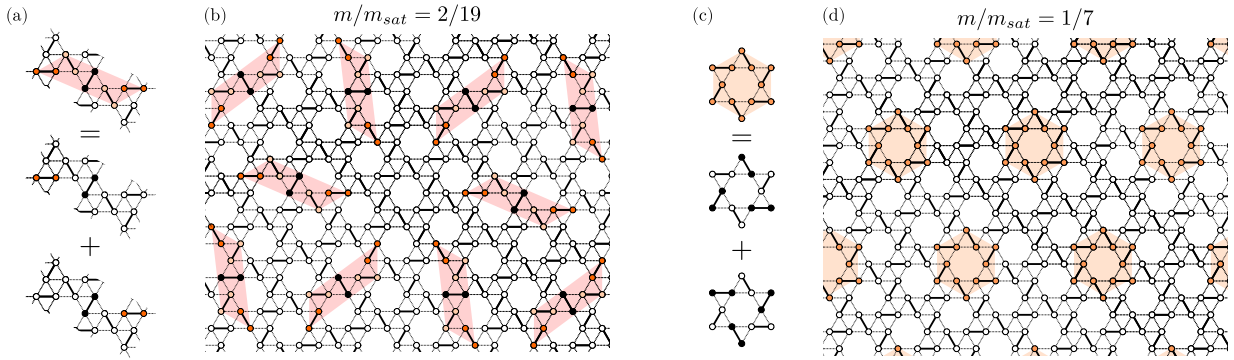 (a)
=
+
(b)
m/m_{sat} = 2/19
(c)
=
+
(d)
m/m_{sat} = 1/7